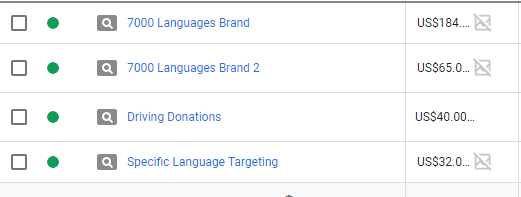 7000 Languages Brand US$184....
7000 Languages Brand 2 US$65.0...
Driving Donations US$40.00...
Specific Language Targeting US$32.0...